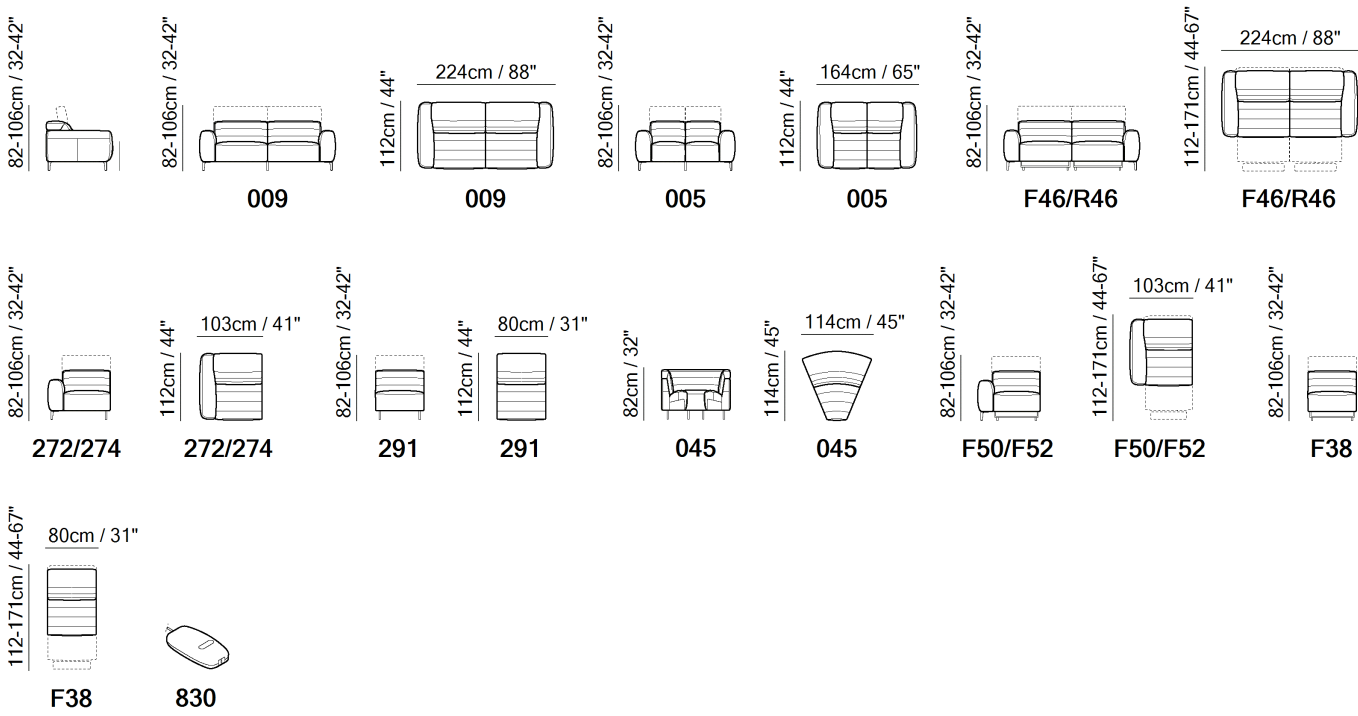 82-106cm / 32-42"
82-106cm / 32-42"
009
112cm / 44"
224cm / 88"
009
82-106cm / 32-42"
005
112cm / 44"
164cm / 65"
005
82-106cm / 32-42"
F46/R46
112-171cm / 44-67"
224cm / 88"
F46/R46
82-106cm / 32-42"
272/274
112cm / 44"
103cm / 41"
272/274
82-106cm / 32-42"
291
112cm / 44"
80cm / 31"
291
82cm / 32"
045
114cm / 45"
114cm / 45"
045
82-106cm / 32-42"
F50/F52
112-171cm / 44-67"
103cm / 41"
F50/F52
82-106cm / 32-42"
F38
112-171cm / 44-67"
80cm / 31"
F38
830